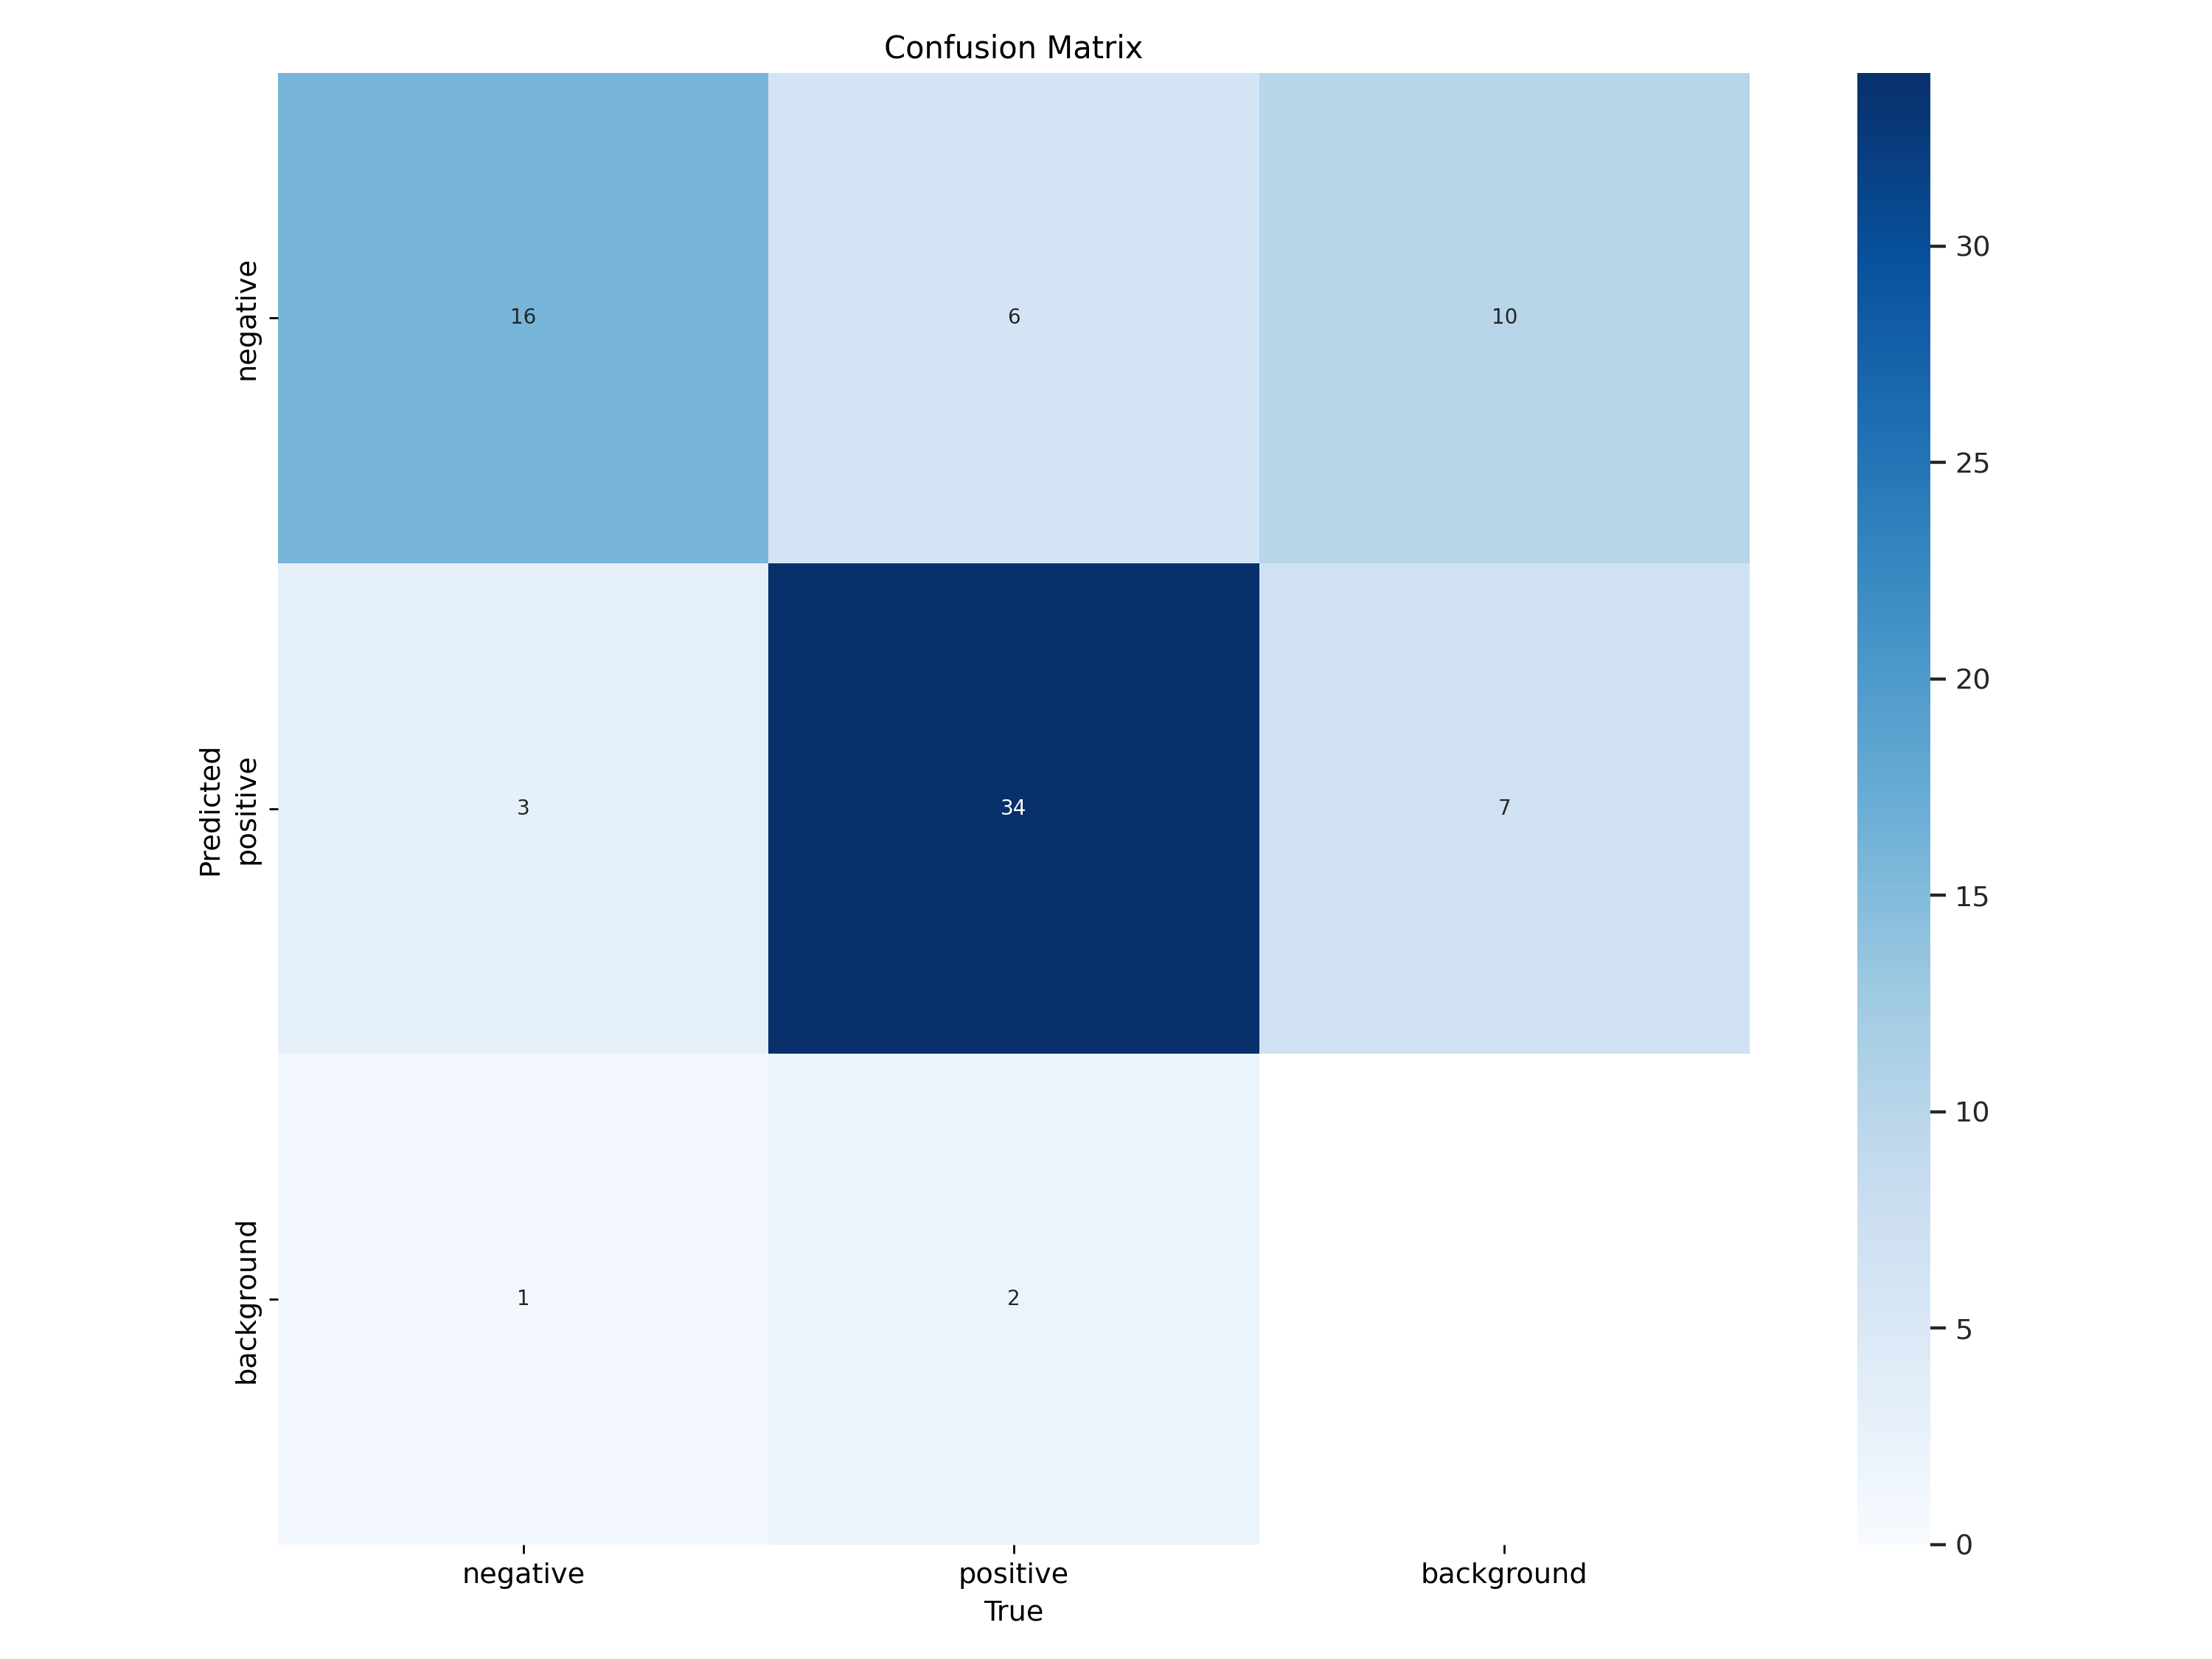 Confusion Matrix
negative
16 6 10
30
25
20
Predicted
positive
3 34 7
15
10
background
1 2
5
0
negative positive background
True